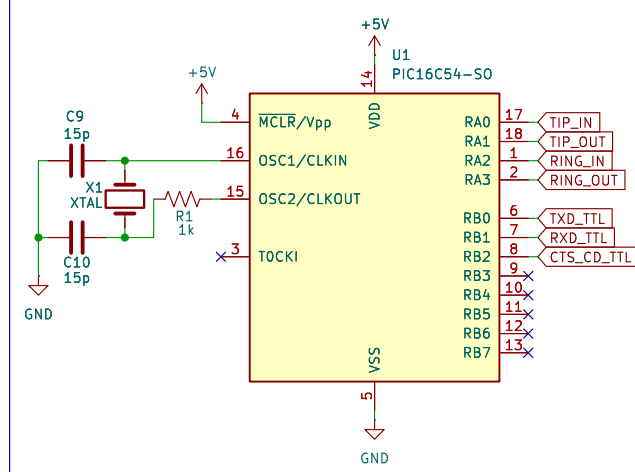 +5V
U1
PIC16C54-SO
+5V
14
VDD
C9
15p
4
MCLR/Vpp
RA0
17
TIP_IN
RA1
18
TIP_OUT
16
OSC1/CLKIN
RA2
1
RING_IN
RA3
2
RING_OUT
X1
XTAL
15
OSC2/CLKOUT
R1
1k
RB0
6
TXD_TTL
RB1
7
RXD_TTL
C10
15p
3
T0CKI
RB2
8
CTS_CD_TTL
RB3
9
RB4
10
RB5
11
RB6
12
RB7
13
GND
VSS
5
GND